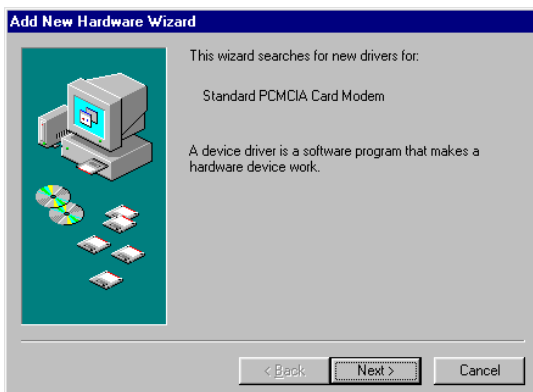 Add New Hardware Wizard
This wizard searches for new drivers for:
Standard PCMCIA Card Modem
A device driver is a software program that makes a
hardware device work.
< Back
Next >
Cancel